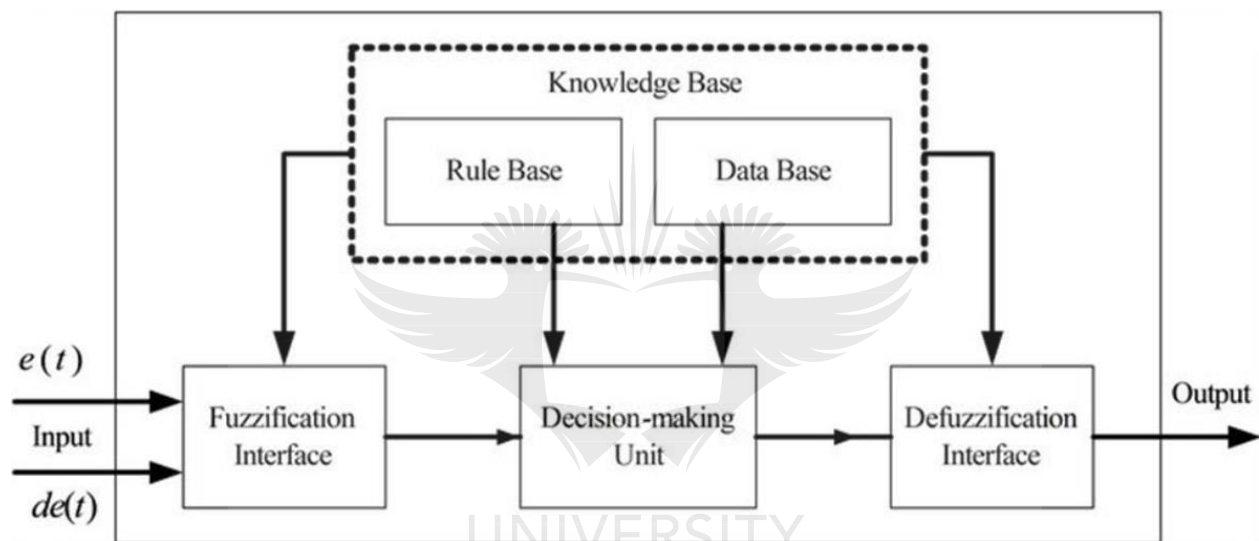 Knowledge Base
Rule Base
Data Base
e(t)
Input
de(t)
Fuzzification
Interface
Decision-making
Unit
Defuzzification
Interface
Output
UNIVERSITY